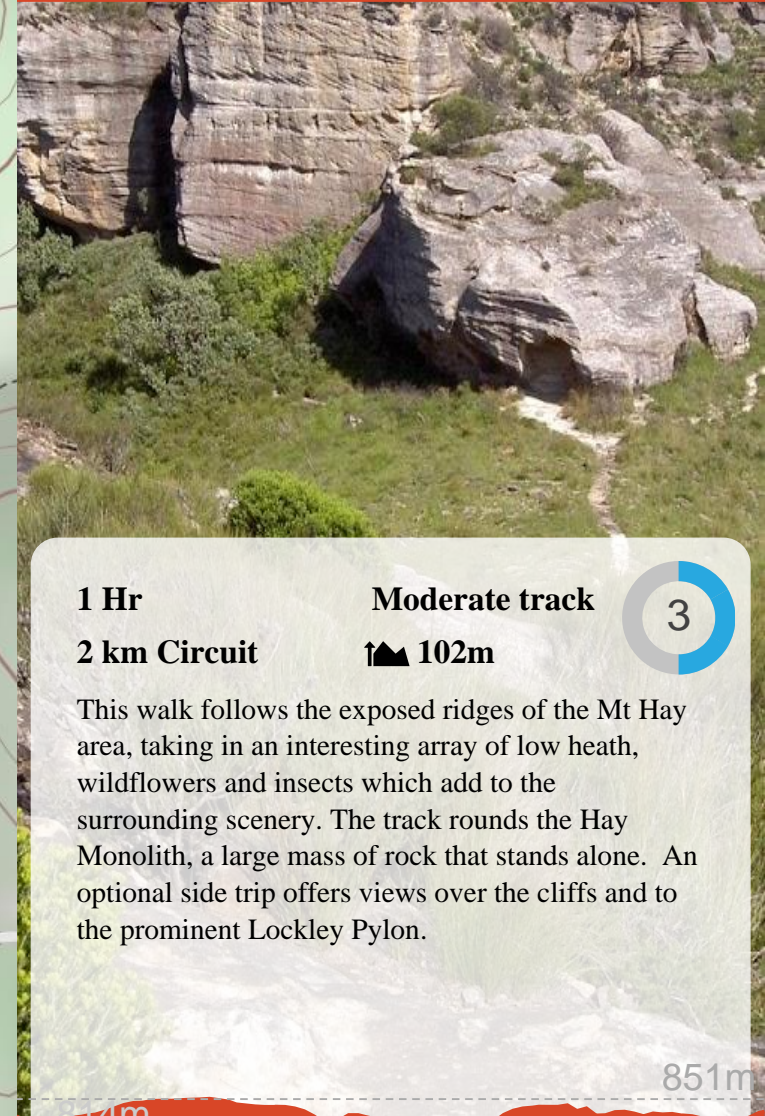 1 Hr
Moderate track
3
2 km Circuit
102m
This walk follows the exposed ridges of the Mt Hay
area, taking in an interesting array of low heath,
wildflowers and insects which add to the
surrounding scenery. The track rounds the Hay
Monolith, a large mass of rock that stands alone.  An
optional side trip offers views over the cliffs and to
the prominent Lockley Pylon.
851m